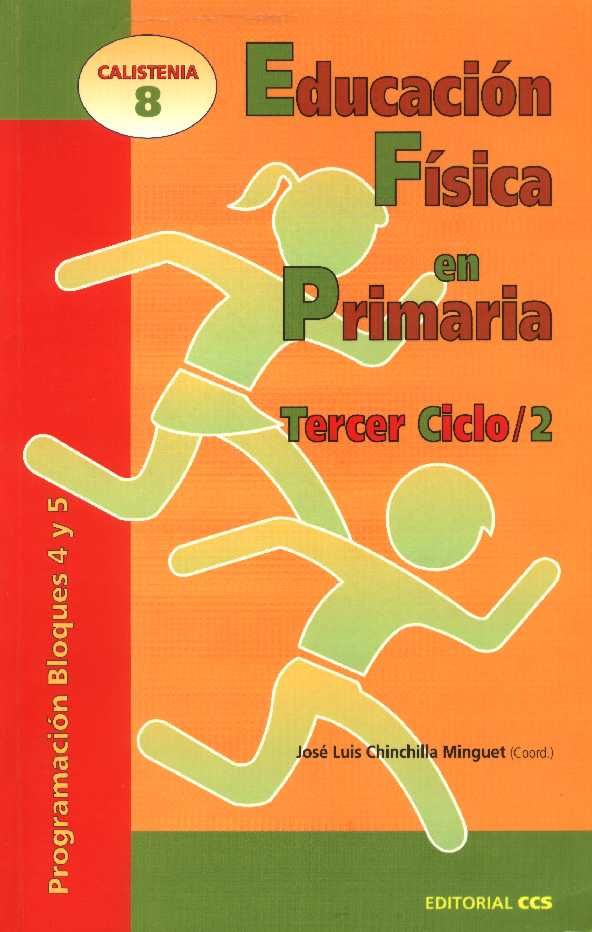 CALISTENIA
8
Educación
Física
en
Primaria
Tercer Ciclo/2
Programación Bloques 4 y 5
José Luis Chinchilla Minguet (Coord.)
EDITORIAL CCS